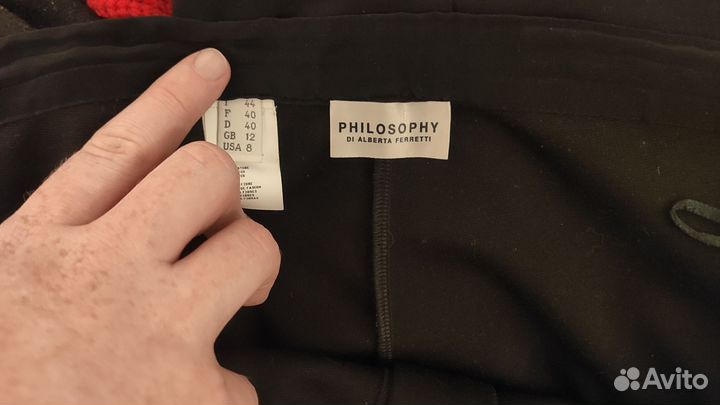 I 44
F 40
D 40
GB 12
USA 8
PHILOSOPHY
DI ALBERTA FERRETTI
Avito